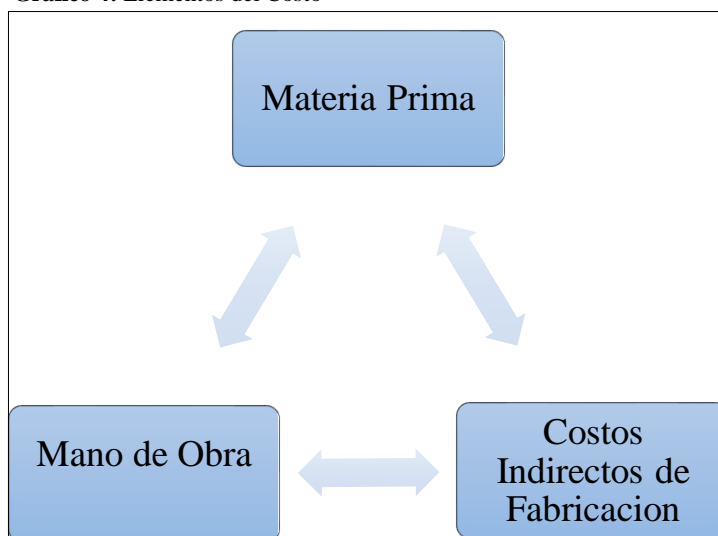 Gráfico 4. Elementos del Costo
Materia Prima
Mano de Obra
Costos
Indirectos de
Fabricacion